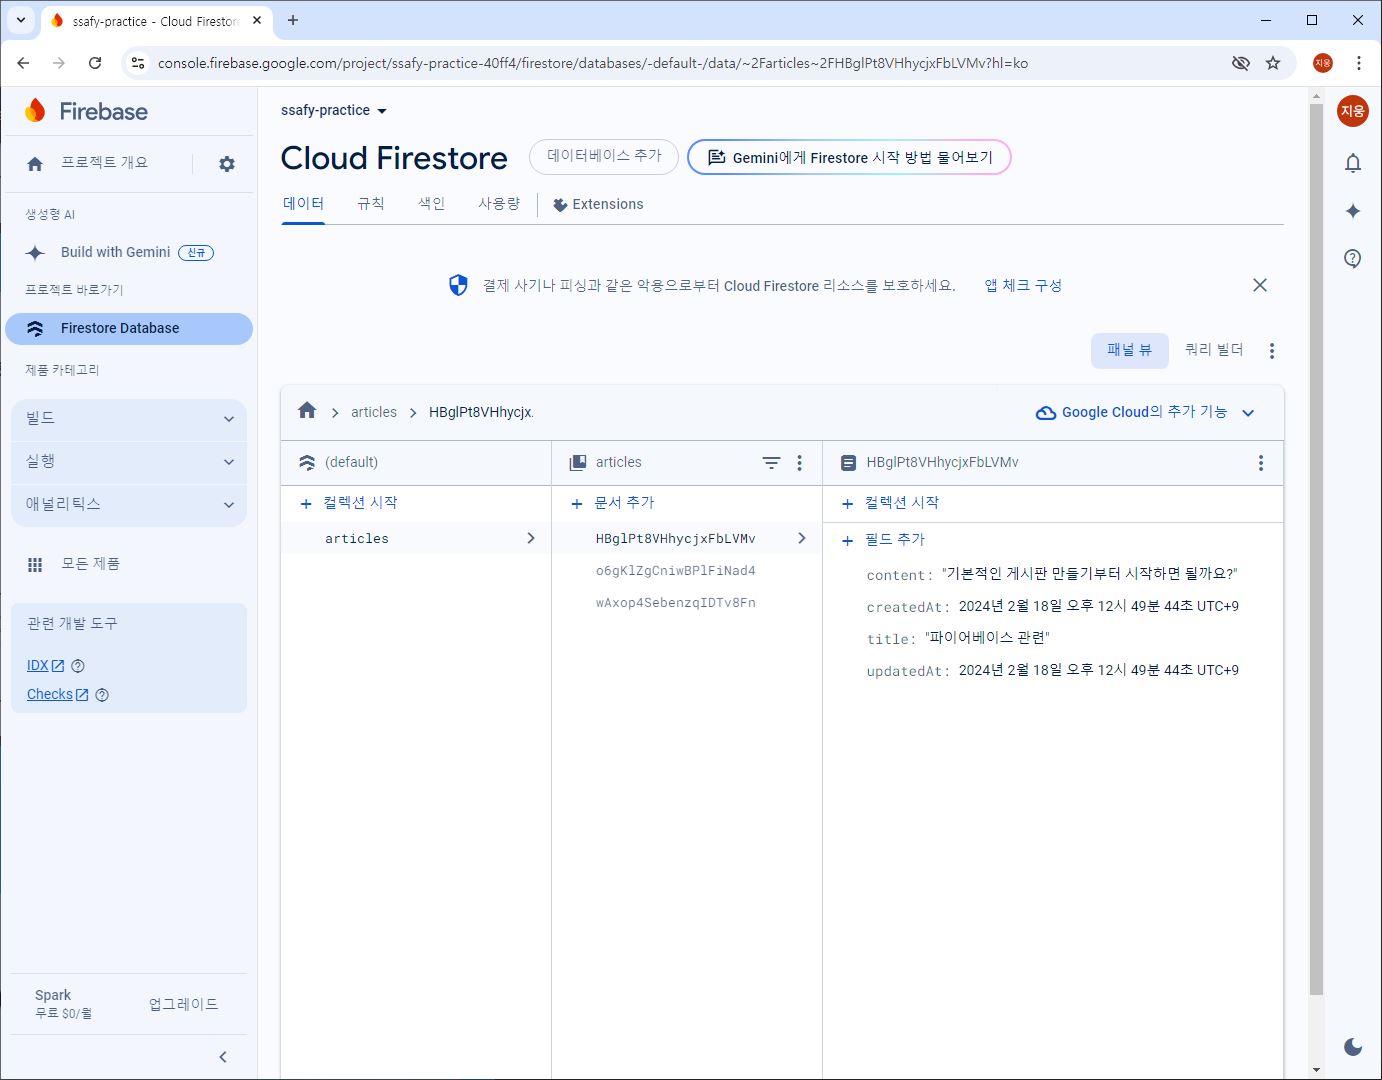 ssafy-practice - Cloud Firestore
console.firebase.google.com/project/ssafy-practice-40ff4/firestore/databases/-default-/data/~2Farticles~2FHBglPt8VHhycjxFbLVMv?hl=ko
지웅
Firebase
프로젝트 개요
생성형 AI
Build with Gemini 신규
프로젝트 바로가기
Firestore Database
제품 카테고리
빌드
실행
애널리틱스
모든 제품
관련 개발 도구
IDX
Checks
Spark
무료 $0/월
업그레이드
ssafy-practice
Cloud Firestore
데이터베이스 추가
Gemini에게 Firestore 시작 방법 물어보기
데이터 규칙 색인 사용량 Extensions
결제 사기나 피싱과 같은 악용으로부터 Cloud Firestore 리소스를 보호하세요. 앱 체크 구성
패널 뷰 쿼리 빌더
articles HBglPt8VHhycjx.
Google Cloud의 추가 기능
(default)
+ 컬렉션 시작
articles
articles
+ 문서 추가
HBglPt8VHhycjxFbLVMv
o6gKlZgCniwBPlFiNad4
wAxop4SebenzqIDTv8Fn
HBglPt8VHhycjxFbLVMv
+ 컬렉션 시작
+ 필드 추가
content: "기본적인 게시판 만들기부터 시작하면 될까요?"
createdAt: 2024년 2월 18일 오후 12시 49분 44초 UTC+9
title: "파이어베이스 관련"
updatedAt: 2024년 2월 18일 오후 12시 49분 44초 UTC+9
지웅